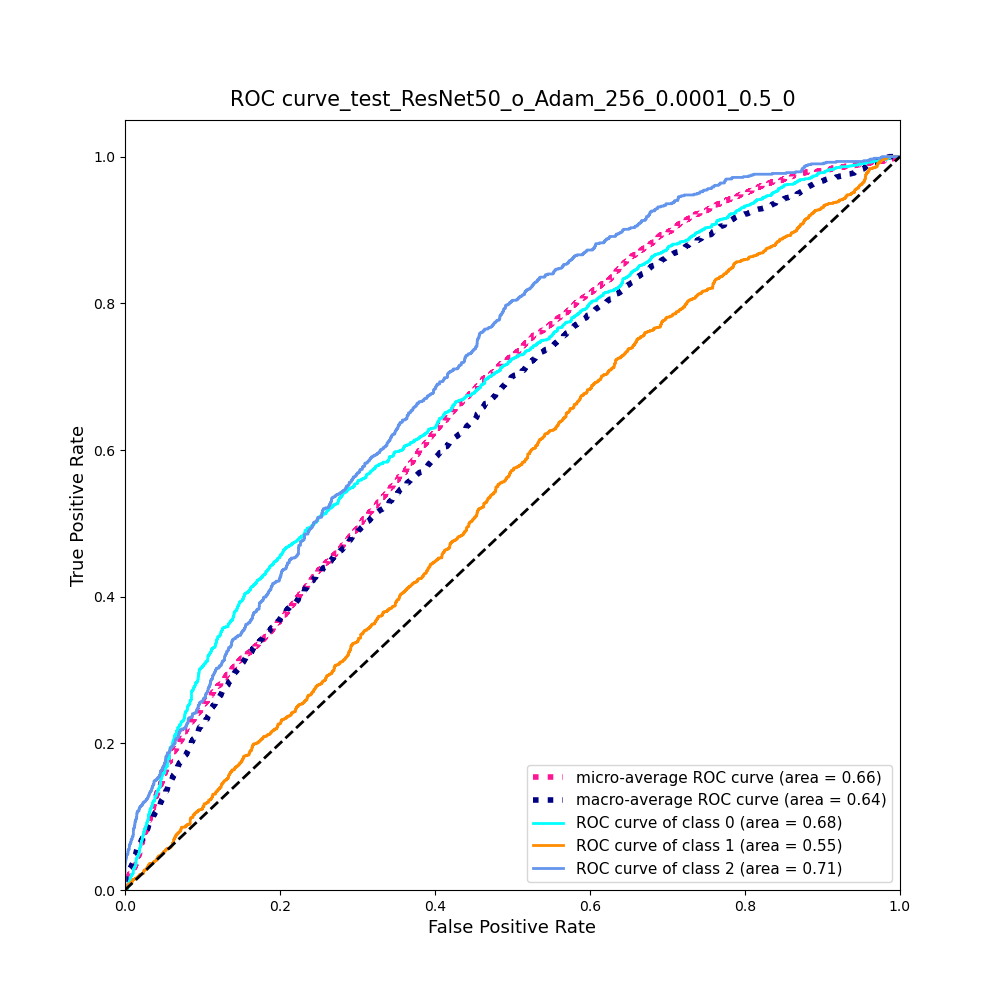 ROC curve_test_ResNet50_o_Adam_256_0.0001_0.5_0
1.0
0.8
0.6
0.4
0.2
0.0
True Positive Rate
micro-average ROC curve (area = 0.66)
macro-average ROC curve (area = 0.64)
ROC curve of class 0 (area = 0.68)
ROC curve of class 1 (area = 0.55)
ROC curve of class 2 (area = 0.71)
0.0 0.2 0.4 0.6 0.8 1.0
False Positive Rate